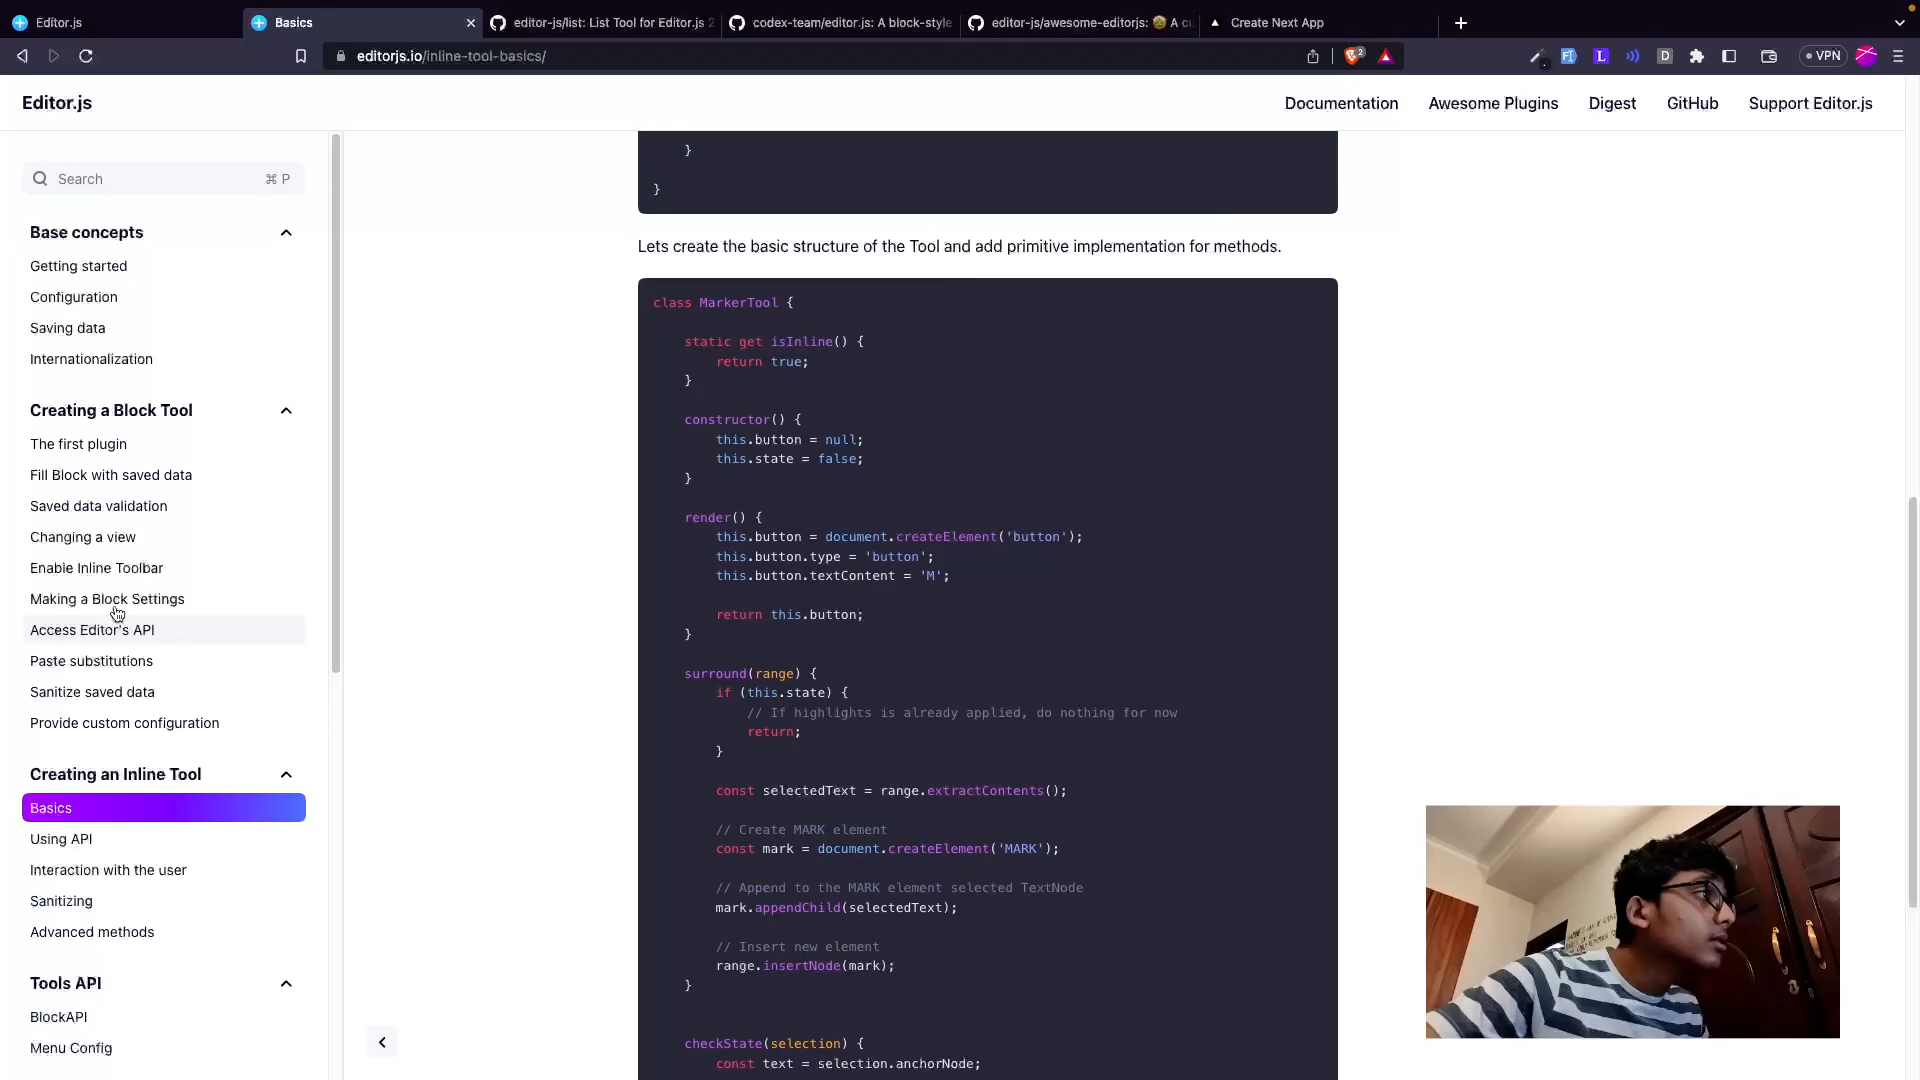 Editor.js
Basics
editor-js/list: List Tool for Editor.js 2
codex-team/editor.js: A block-style
editor-js/awesome-editorjs: 😎 A cu
Create Next App
editorjs.io/inline-tool-basics/
2
VPN
Editor.js
Documentation
Awesome Plugins
Digest
GitHub
Support Editor.js
Search
⌘ P
Base concepts
Getting started
Configuration
Saving data
Internationalization
Creating a Block Tool
The first plugin
Fill Block with saved data
Saved data validation
Changing a view
Enable Inline Toolbar
Making a Block Settings
Access Editor's API
Paste substitutions
Sanitize saved data
Provide custom configuration
Creating an Inline Tool
Basics
Using API
Interaction with the user
Sanitizing
Advanced methods
Tools API
BlockAPI
Menu Config
}
}
Lets create the basic structure of the Tool and add primitive implementation for methods.
class MarkerTool {
static get isInline() {
return true;
}
constructor() {
this.button = null;
this.state = false;
}
render() {
this.button = document.createElement('button');
this.button.type = 'button';
this.button.textContent = 'M';
return this.button;
}
surround(range) {
if (this.state) {
// If highlights is already applied, do nothing for now
return;
}
const selectedText = range.extractContents();
// Create MARK element
const mark = document.createElement('MARK');
// Append to the MARK element selected TextNode
mark.appendChild(selectedText);
// Insert new element
range.insertNode(mark);
}
checkState(selection) {
const text = selection.anchorNode;